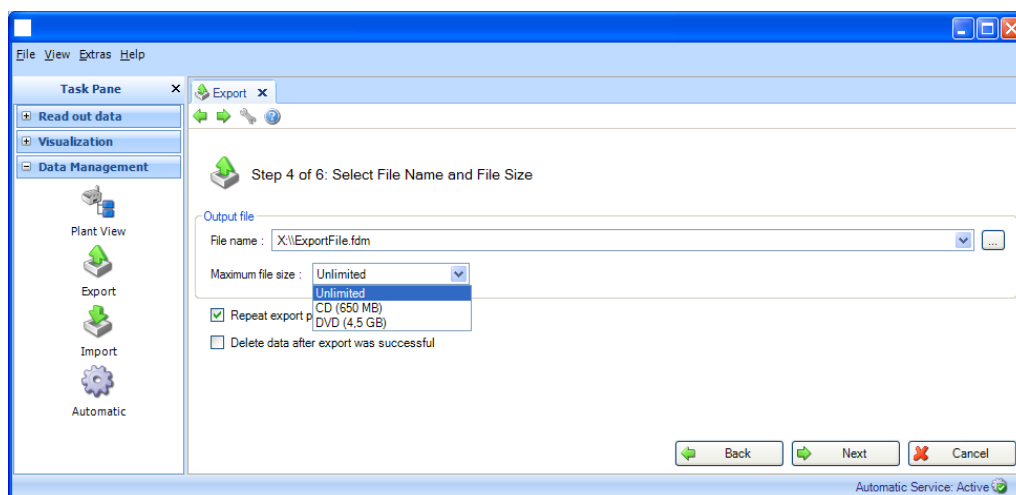 File View Extras Help
Task Pane
Read out data
Visualization
Data Management
Plant View
Export
Import
Automatic
Export
Step 4 of 6: Select File Name and File Size
Output file
File name : X:\\ExportFile.fdm ...
Maximum file size : Unlimited
Unlimited
CD (650 MB)
DVD (4,5 GB)
Repeat export
Delete data after export was successful
Back Next Cancel
Automatic Service: Active